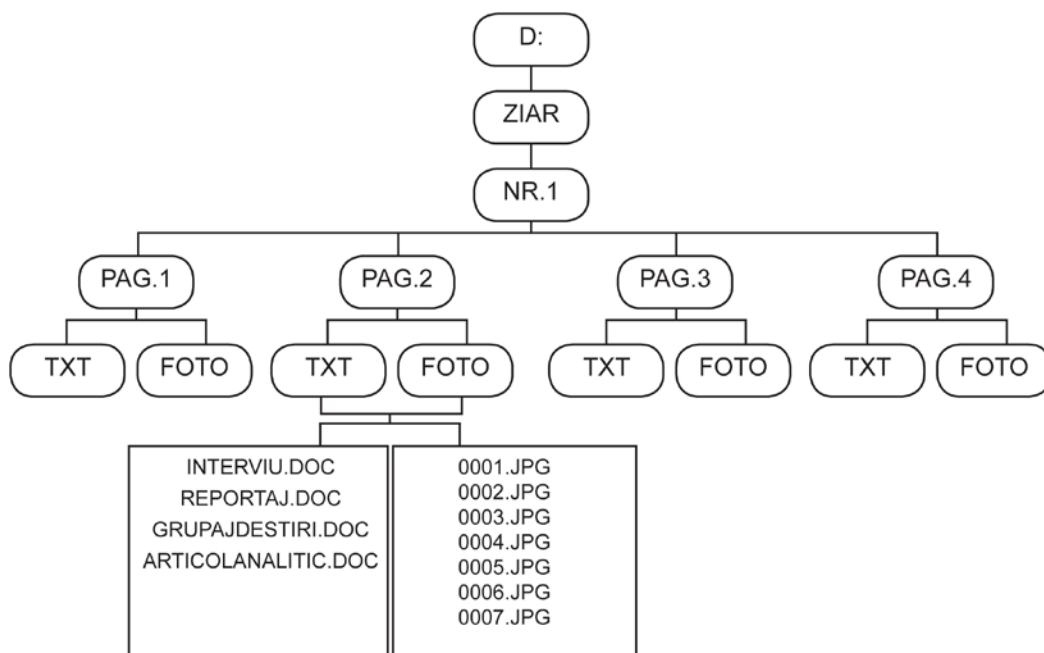 D:
ZIAR
NR.1
PAG.1
PAG.2
PAG.3
PAG.4
TXT
FOTO
TXT
FOTO
TXT
FOTO
TXT
FOTO
INTERVIU.DOC
REPORTAJ.DOC
GRUPAJDESTIRI.DOC
ARTICOLANALITIC.DOC
0001.JPG
0002.JPG
0003.JPG
0004.JPG
0005.JPG
0006.JPG
0007.JPG